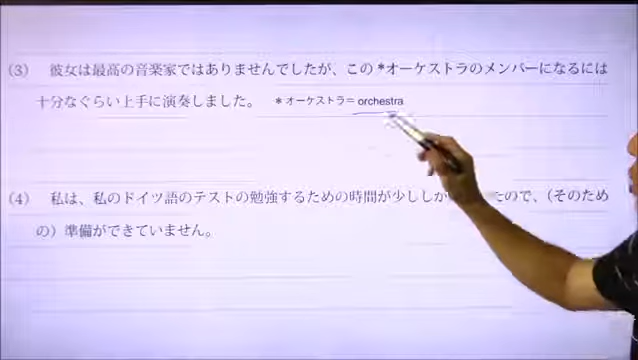 (3) 彼女は最高の音楽家ではありませんでしたが、この*オーケストラのメンバーになるには
十分なぐらい上手に演奏しました。 *オーケストラ= orchestra
(4) 私は、私のドイツ語のテストの勉強するための時間が少ししか たので、(そのため
の) 準備ができていません。